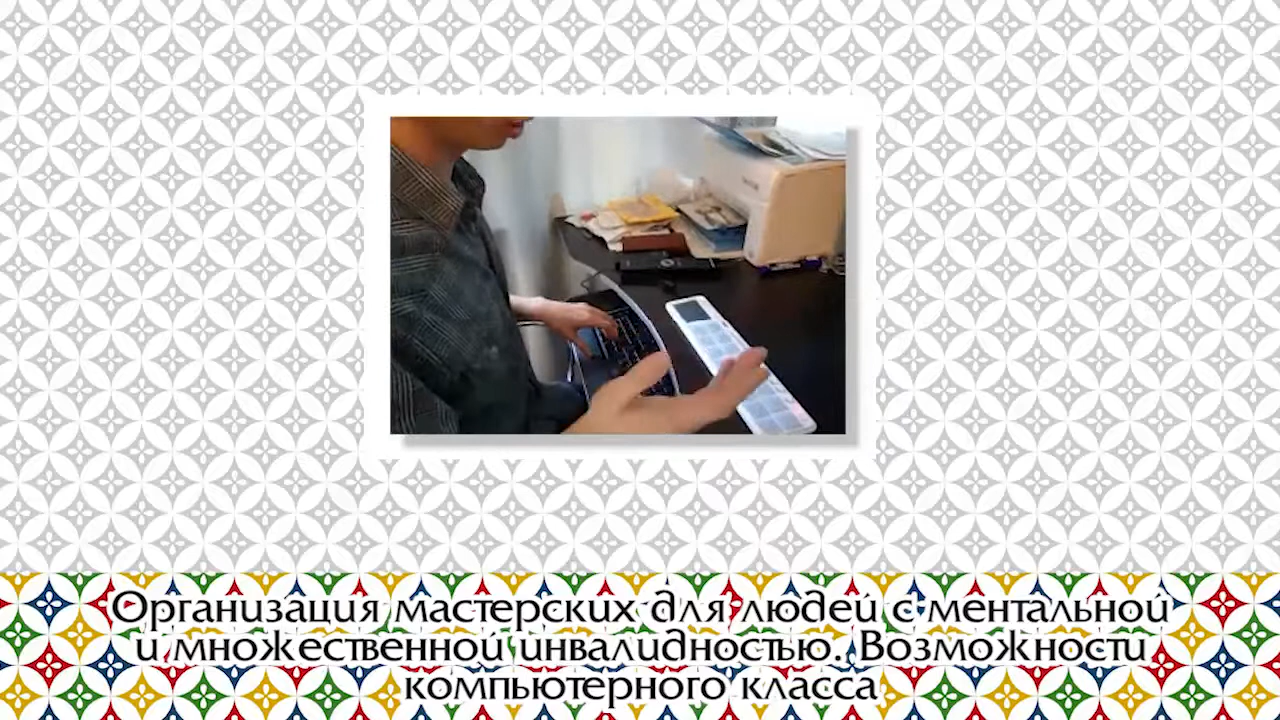 Организация мастерских для людей с ментальной
и множественной инвалидностью. Возможности
компьютерного класса